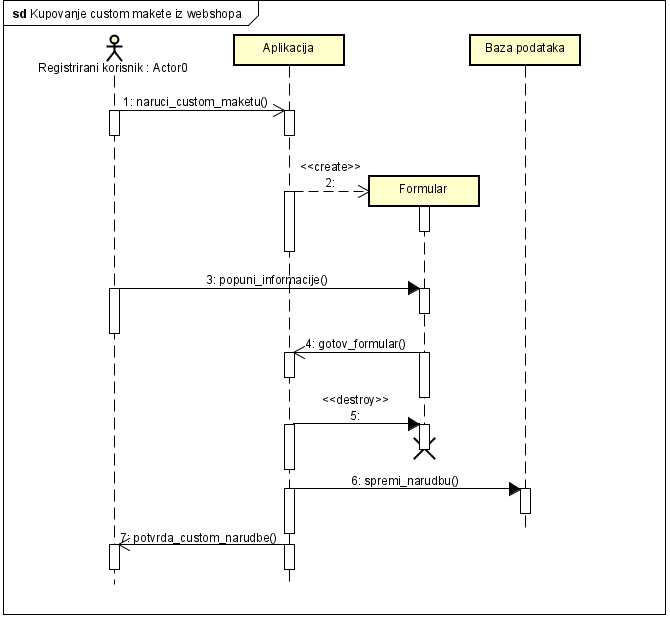 sd Kupovanje custom makete iz webshopa
Aplikacija
Baza podataka
Registrirani korisnik : Actor0
1: naruci_custom_maketu()
<<create>>
2:
Formular
3: popuni_informacije()
4: gotov_formular()
<<destroy>>
5:
6: spremi_narudbu()
7: potvrda_custom_narudbe()